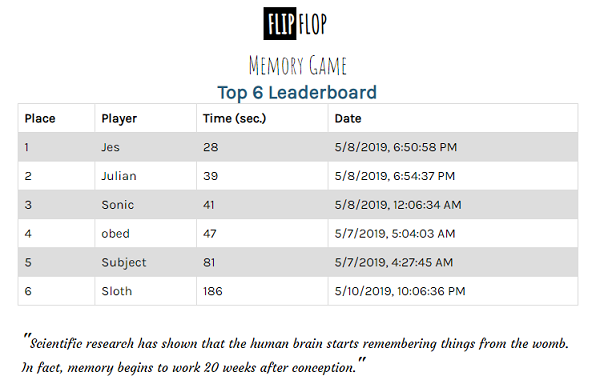 FLIPFLOP
MEMORY GAME
Top 6 Leaderboard
Place Player Time (sec.) Date
1 Jes 28 5/8/2019, 6:50:58 PM
2 Julian 39 5/8/2019, 6:54:37 PM
3 Sonic 41 5/8/2019, 12:06:34 AM
4 obed 47 5/7/2019, 5:04:03 AM
5 Subject 81 5/7/2019, 4:27:45 AM
6 Sloth 186 5/10/2019, 10:06:36 PM
"Scientific research has shown that the human brain starts remembering things from the womb.
In fact, memory begins to work 20 weeks after conception."